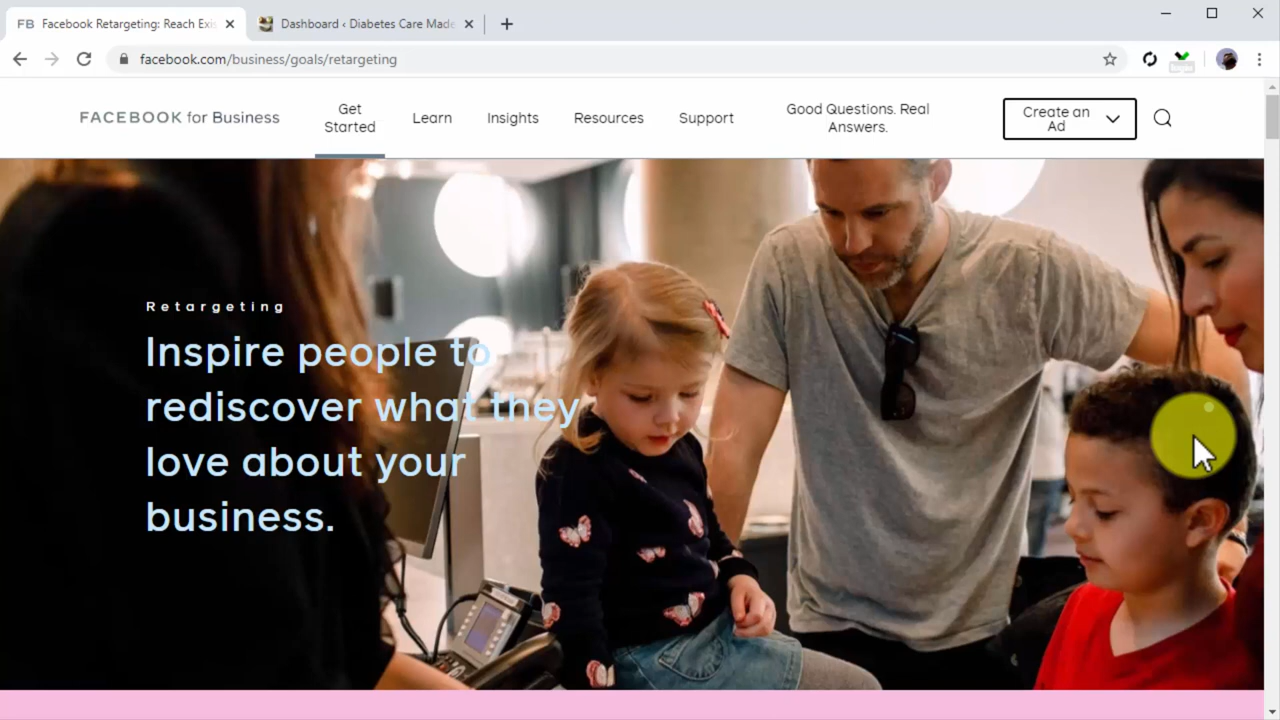 FB Facebook Retargeting: Reach Exis
Dashboard ‹ Diabetes Care Made
facebook.com/business/goals/retargeting
FACEBOOK for Business
Get
Started
Learn
Insights
Resources
Support
Good Questions. Real
Answers.
Create an
Ad
Retargeting
Inspire people to
rediscover what they
love about your
business.